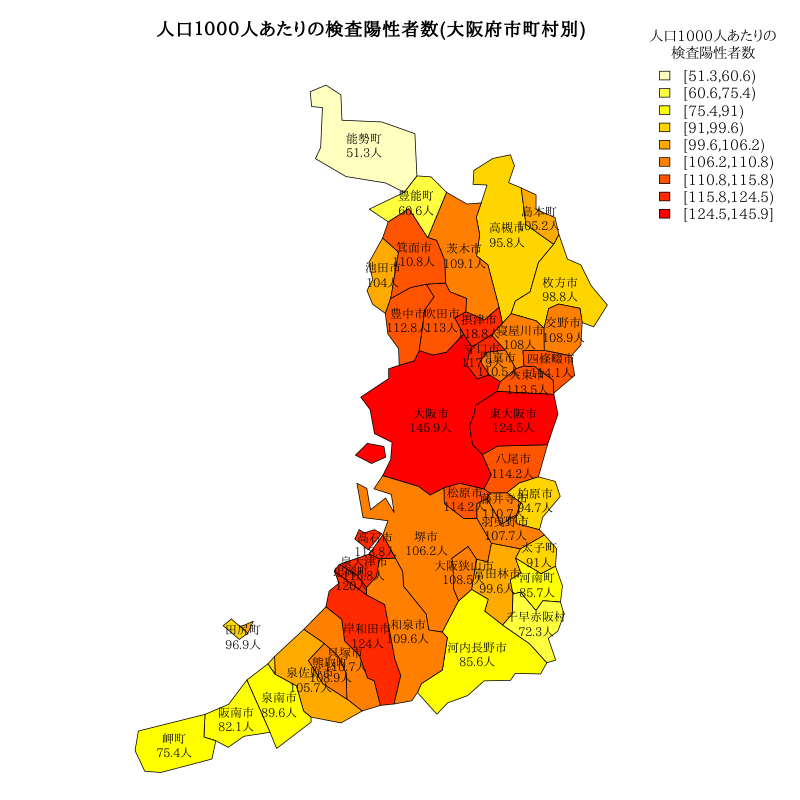 人口1000人あたりの検査陽性者数(大阪府市町村別)
人口1000人あたりの
検査陽性者数
[51.3,60.6)
[60.6,75.4)
[75.4,91)
[91,99.6)
[99.6,106.2)
[106.2,110.8)
[110.8,115.8)
[115.8,124.5)
[124.5,145.9]
能勢町
51.3人
豊能町
60.6人
島本町
105.2人
高槻市
95.8人
箕面市
110.8人
茨木市
109.1人
池田市
104人
枚方市
98.8人
豊中市
112.8人
吹田市
113人
摂津市
118.8人
寝屋川市
108人
交野市
108.9人
守口市
門真市
110.5
四條畷市
114.1人
大東市
113.5人
大阪市
145.9人
東大阪市
124.5人
八尾市
114.2人
松原市
114.2人
藤井寺市
110.7人
柏原市
94.7人
羽曳野市
107.7人
高石市
堺市
106.2人
太子町
91人
泉大津市
大阪狭山市
108.5人
富田林市
99.6人
河南町
85.7人
120人
千早赤阪村
72.3人
田尻町
96.9人
岸和田市
124人
和泉市
109.6人
河内長野市
85.6人
貝塚市
110.7人
熊取町
108.9人
泉佐野市
105.7人
泉南市
89.6人
阪南市
82.1人
岬町
75.4人